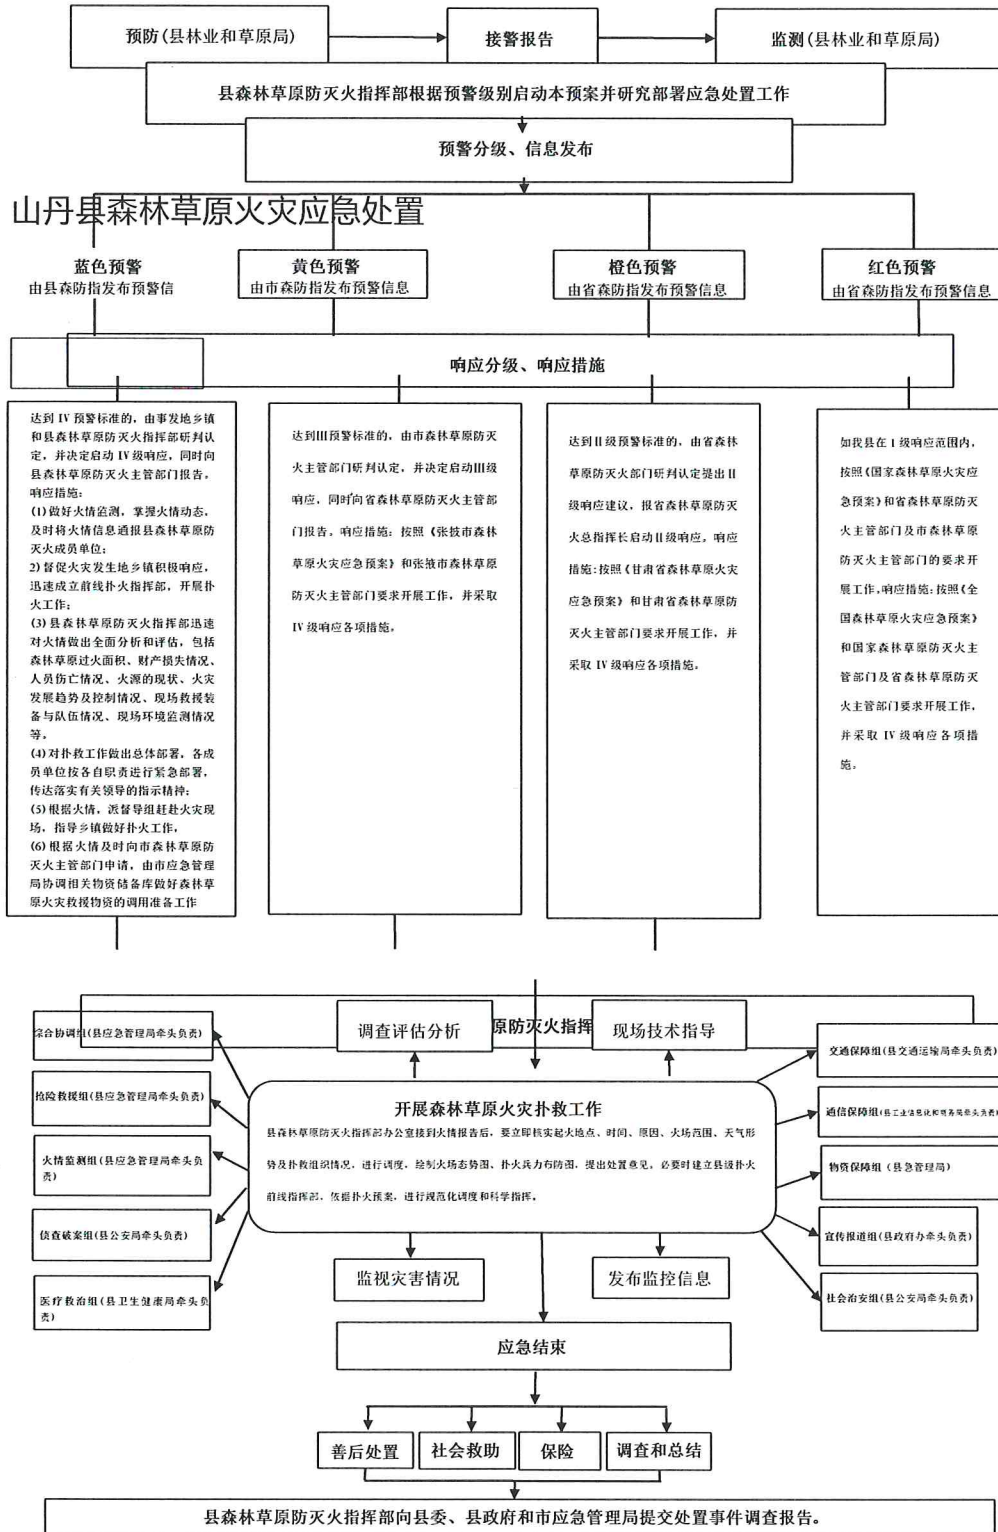 预防(县林业和草原局)
接警报告
监测(县林业和草原局)
县森林草原防灭火指挥部根据预警级别启动本预案并研究部署应急处置工作
预警分级、信息发布
山丹县森林草原火灾应急处置
蓝色预警
由县森防指发布预警信
黄色预警
由市森防指发布预警信息
橙色预警
由省森防指发布预警信息
红色预警
由省森防指发布预警信息
响应分级、响应措施
达到 IV 预警标准的，由事发地乡镇
和县森林草原防灭火指挥部研判认
定，并决定启动 IV 级响应，同时向
县森林草原防灭火主管部门报告。
响应措施：
(1)做好火情监测，掌握火情动态，
及时将火情信息通报县森林草原防
灭火成员单位；
2)督促火灾发生地乡镇积极响应，
迅速成立前线扑火指挥部，开展扑
火工作；
(3)县森林草原防灭火指挥部迅速
对火情做出全面分析和评估，包括
森林草原过火面积、财产损失情况、
人员伤亡情况、火源的现状、火灾
发展趋势及控制情况、现场救援装
备与队伍情况、现场环境监测情况
等。
(4)对扑救工作做出总体部署，各成
员单位按各自职责进行紧急部署，
传达落实有关领导的指示精神；
(5)根据火情，派督导组赶赴火灾现
场，指导乡镇做好扑火工作，
(6)根据火情及时向市森林草原防
灭火主管部门申请，由市应急管理
局协调相关物资储备库做好森林草
原火灾救援物资的调用准备工作
达到III预警标准的，由市森林草原防灭
火主管部门研判认定，并决定启动III级
响应，同时向省森林草原防灭火主管部
门报告。响应措施：按照《张掖市森林
草原火灾应急预案》和张掖市森林草原
防灭火主管部门要求开展工作，并采取
IV 级响应各项措施。
达到 II 级预警标准的，由省森林
草原防灭火部门研判认定提出 II
级响应建议，报省森林草原防灭
火总指挥长启动 II 级响应。响应
措施：按照《甘肃省森林草原火灾
应急预案》和甘肃省森林草原防
灭火主管部门要求开展工作，并
采取 IV 级响应各项措施。
如我县在 I 级响应范围内，
按照《国家森林草原火灾应
急预案》和省森林草原防灭
火主管部门及市森林草原
防灭火主管部门的要求开
展工作，响应措施：按照《全
国森林草原火灾应急预案》
和国家森林草原防灭火主
管部门及省森林草原防灭
火主管部门要求开展工作，
并采取 IV 级响应各项措
施。
调查评估分析
原防灭火指挥
现场技术指导
综合协调组(县应急管理局牵头负责)
抢险救援组(县应急管理局牵头负责)
火情监测组(县应急管理局牵头负
责)
侦查破案组(县公安局牵头负责)
医疗救治组(县卫生健康局牵头负
责)
开展森林草原火灾扑救工作
县森林草原防灭火指挥部办公室接到火情报告后，要立即核实起火地点、时间、原因、火场范围、天气形
势及扑救组织情况，进行调度，绘制火场态势图、扑火兵力布防图，提出处置意见。必要时建立县级扑火
前线指挥部，依据扑火预案，进行规范化调度和科学指挥。
交通保障组(县交通运输局牵头负责)
通信保障组(县工业信息化和商务局牵头负责)
物资保障组（县急管理局)
宣传报道组(县政府办牵头负责)
社会治安组(县公安局牵头负责)
监视灾害情况
发布监控信息
应急结束
善后处置
社会救助
保险
调查和总结
县森林草原防灭火指挥部向县委、县政府和市应急管理局提交处置事件调查报告。